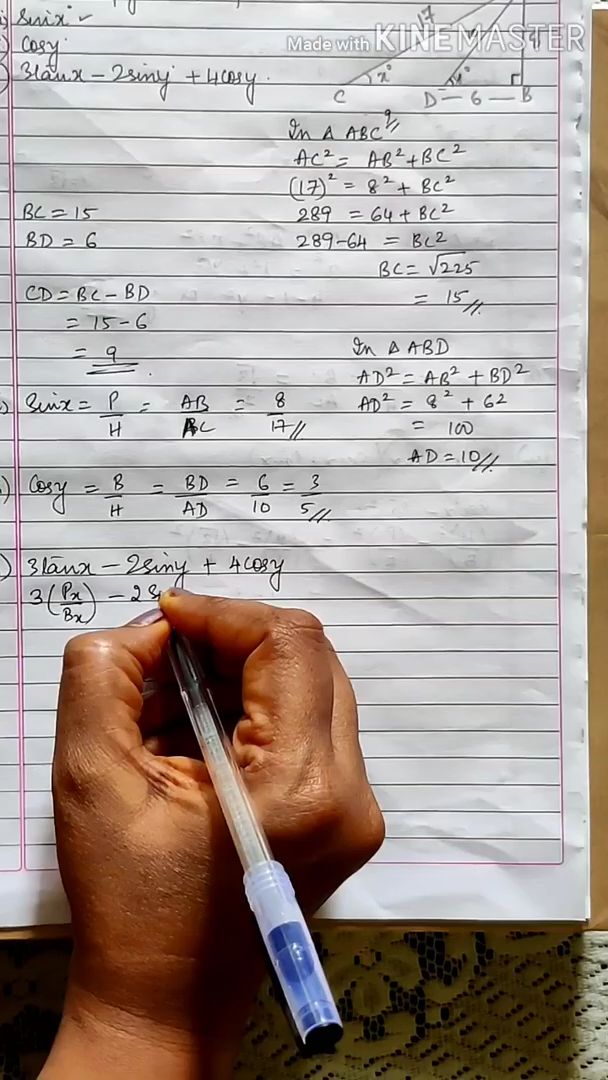 sinx
Made with KINEMASTER
cosy
3tanx – 2siny + 4cosy.
17
x°
y°
C D – 6 – B
In △ ABC
9
AC² = AB² + BC²
(17)² = 8² + BC²
289 = 64 + BC²
289 – 64 = BC²
BC = √225
= 15
BC = 15
BD = 6
CD = BC – BD
= 15 – 6
= 9
In △ ABD
AD² = AB² + BD²
AD² = 8² + 6²
= 100
AD = 10
sinx = P/H = AB/AC = 8/17
cosy = B/H = BD/AD = 6/10 = 3/5
3tanx – 2siny + 4cosy
3(Px/Bx) – 2